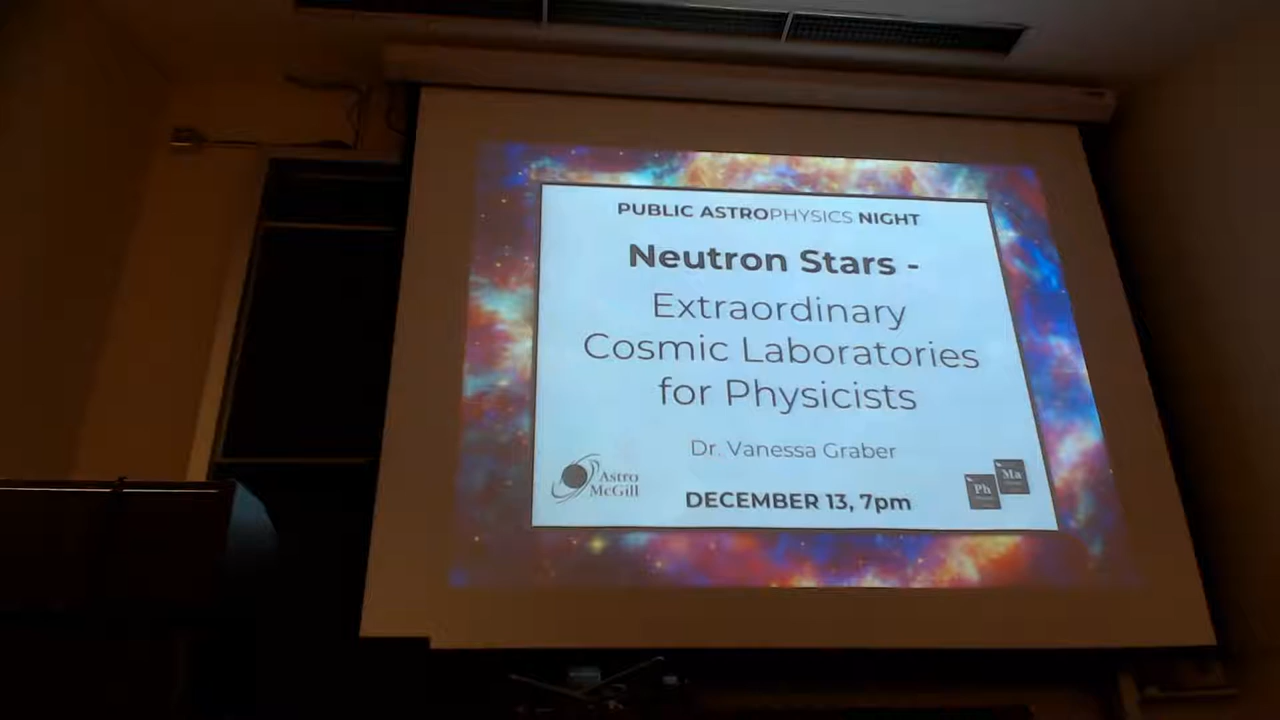 PUBLIC ASTROPHYSICS NIGHT
Neutron Stars -
Extraordinary
Cosmic Laboratories
for Physicists
Dr. Vanessa Graber
Astro
McGill
DECEMBER 13, 7pm
Ph
Ma